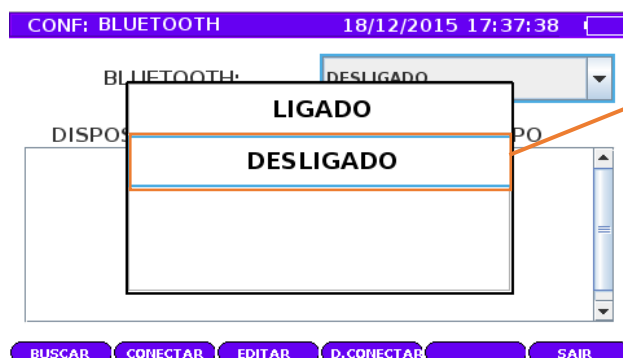 CONF: BLUETOOTH 18/12/2015 17:37:38
BLUETOOTH: DESLIGADO
LIGADO
DESLIGADO
BUSCAR CONECTAR EDITAR D.CONECTAR SAIR